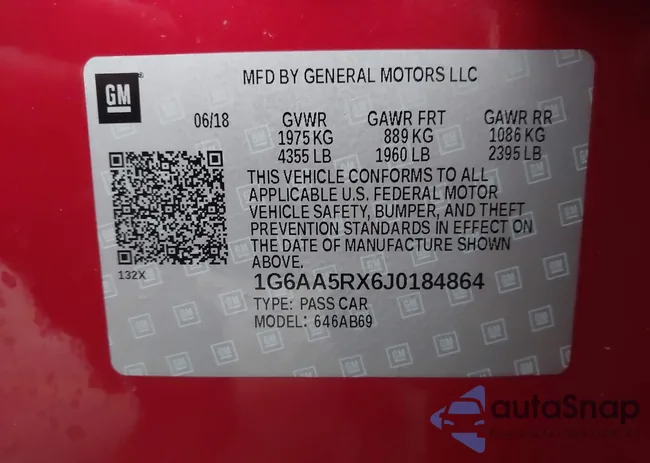 GM
MFD BY GENERAL MOTORS LLC
06/18 GVWR GAWR FRT GAWR RR
1975 KG 889 KG 1086 KG
4355 LB 1960 LB 2395 LB
THIS VEHICLE CONFORMS TO ALL
APPLICABLE U.S. FEDERAL MOTOR
VEHICLE SAFETY, BUMPER, AND THEFT
PREVENTION STANDARDS IN EFFECT ON
THE DATE OF MANUFACTURE SHOWN
ABOVE.
132X
1G6AA5RX6J0184864
TYPE: PASS CAR
MODEL: 646AB69
autoSnap